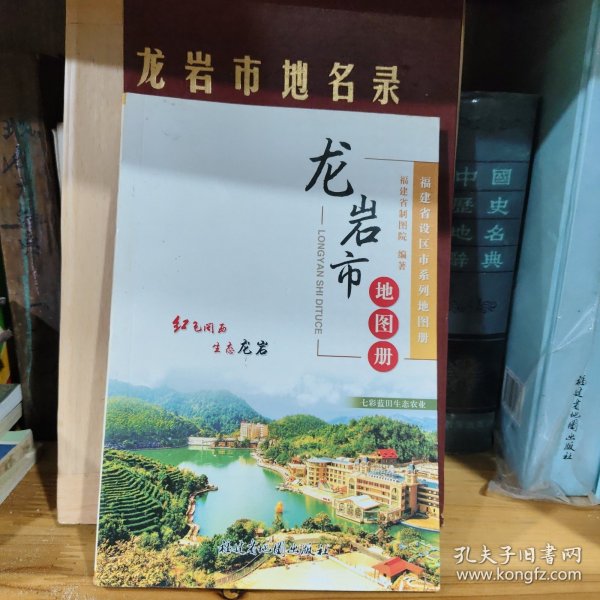 龙岩市地名录
龙岩市
地图册
LONGYAN SHI DITUCE
福建省设区市系列地图册
福建省制图院 编著
红色闽西
生态龙岩
七彩蓝田生态农业
福建省地图出版社
中國
歷史
地名
辭典
福建省地图出版社
孔夫子旧书网
www.kongfz.com